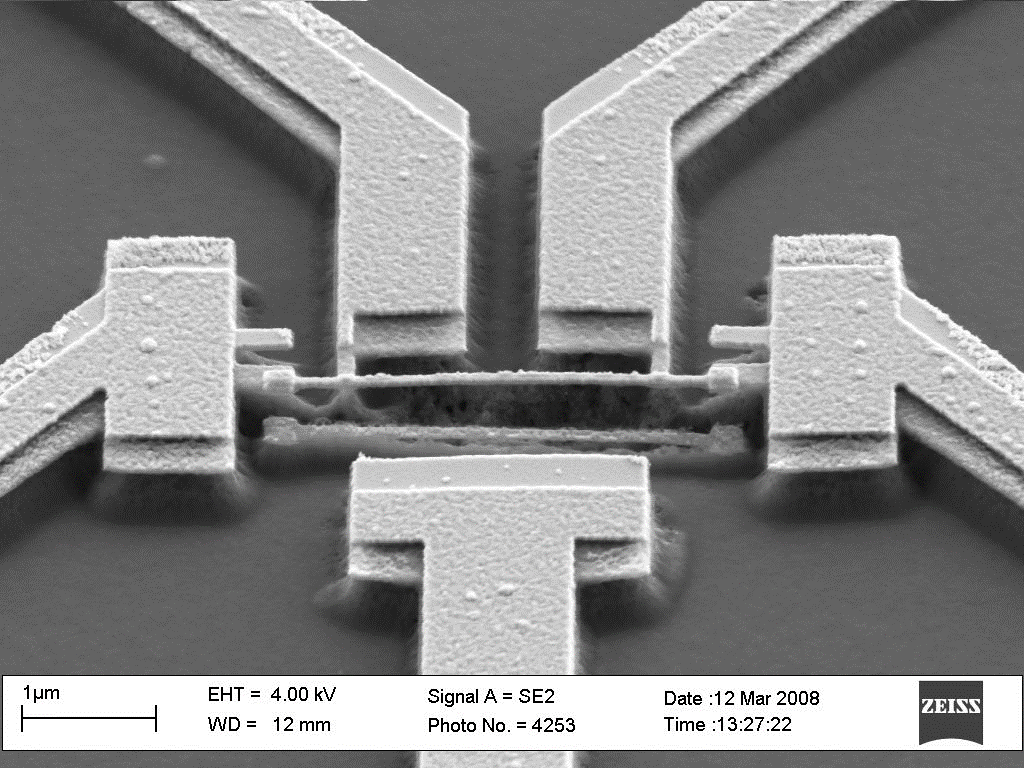 1µm
EHT = 4.00 kV
WD = 12 mm
Signal A = SE2
Photo No. = 4253
Date :12 Mar 2008
Time :13:27:22
ZEISS